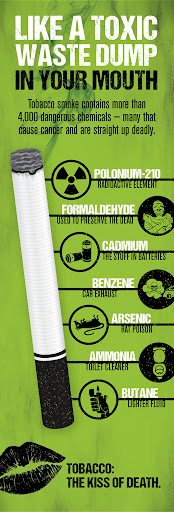 LIKE A TOXIC
WASTE DUMP
IN YOUR MOUTH
Tobacco smoke contains more than
4,000 dangerous chemicals – many that
cause cancer and are straight up deadly.
POLONIUM-210
RADIOACTIVE ELEMENT
FORMALDEHYDE
USED TO PRESERVE THE DEAD
CADMIUM
THE STUFF IN BATTERIES
BENZENE
CAR EXHAUST
ARSENIC
RAT POISON
AMMONIA
TOILET CLEANER
BUTANE
LIGHTER FLUID
TOBACCO:
THE KISS OF DEATH.